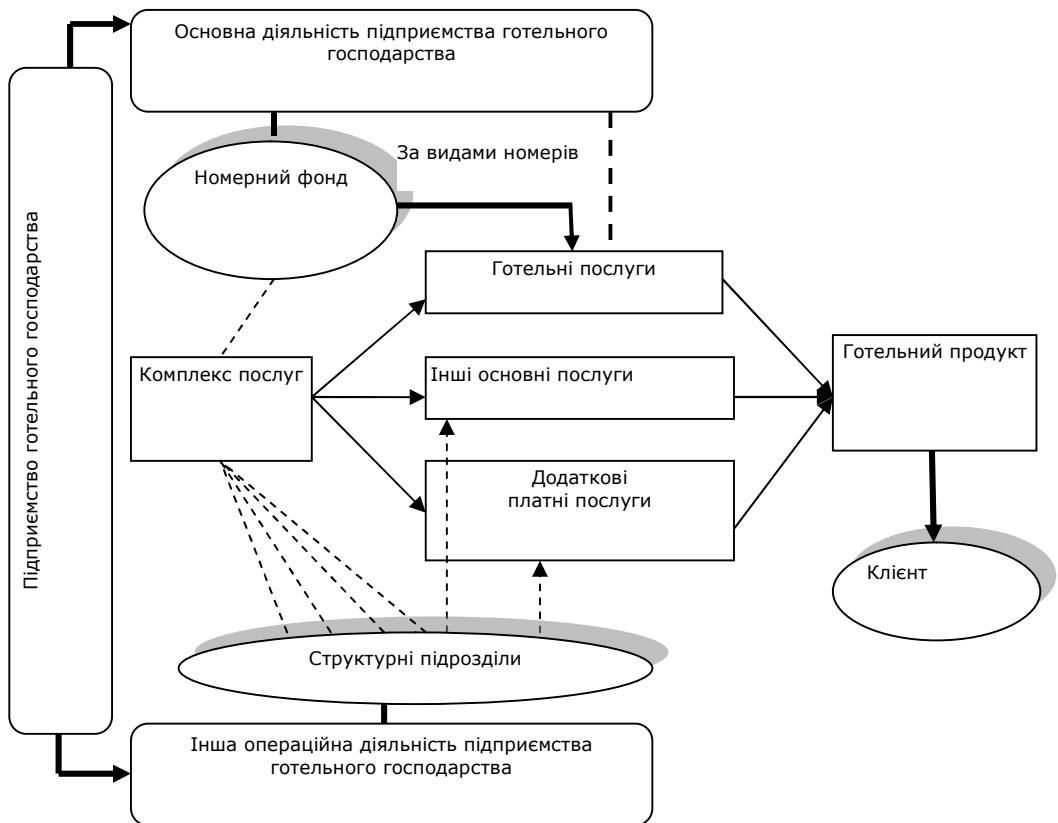 Підприємство готельного господарства
Основна діяльність підприємства готельного
господарства
За видами номерів
Номерний фонд
Готельні послуги
Комплекс послуг
Інші основні послуги
Готельний продукт
Додаткові
платні послуги
Клієнт
Структурні підрозділи
Інша операційна діяльність підприємства
готельного господарства